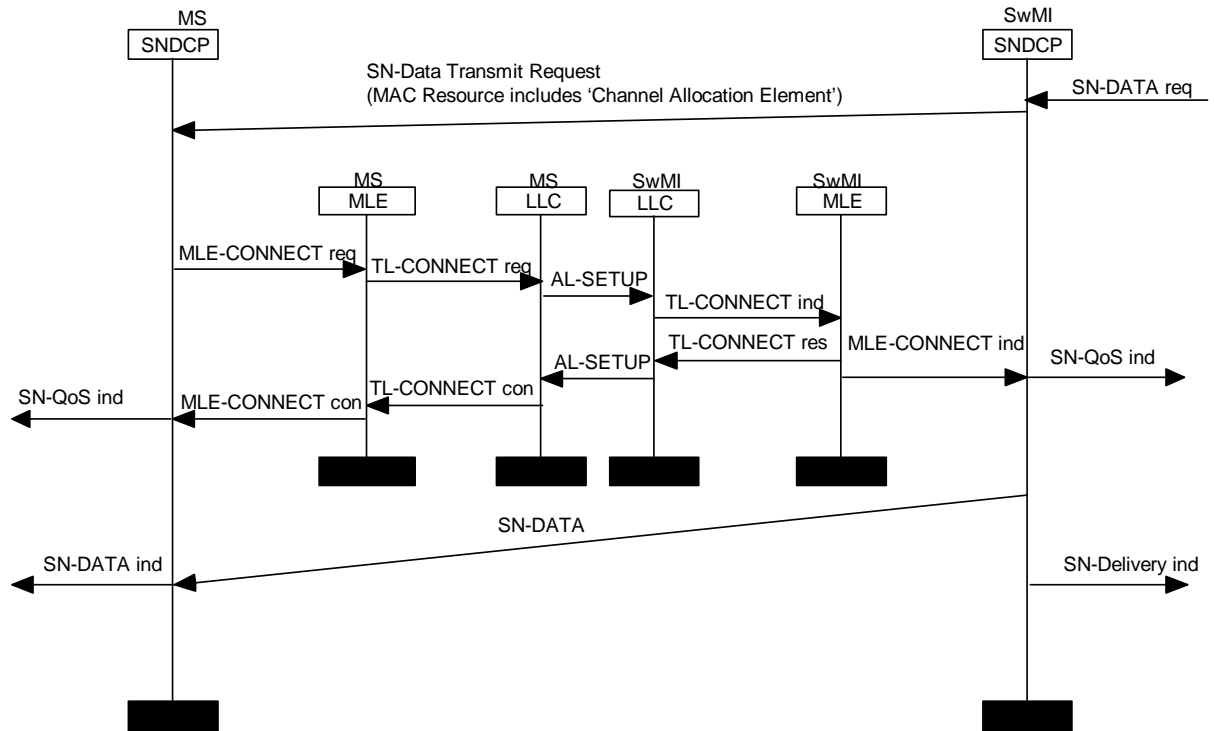 MS
SwMI
SNDCP
SNDCP
SN-Data Transmit Request
(MAC Resource includes ‘Channel Allocation Element’)
SN-DATA req
MS
MS
SwMI
SwMI
MLE
LLC
LLC
MLE
MLE-CONNECT req
TL-CONNECT req
AL-SETUP
TL-CONNECT ind
TL-CONNECT res
MLE-CONNECT ind
AL-SETUP
SN-QoS ind
TL-CONNECT con
SN-QoS ind
MLE-CONNECT con
SN-DATA
SN-DATA ind
SN-Delivery ind